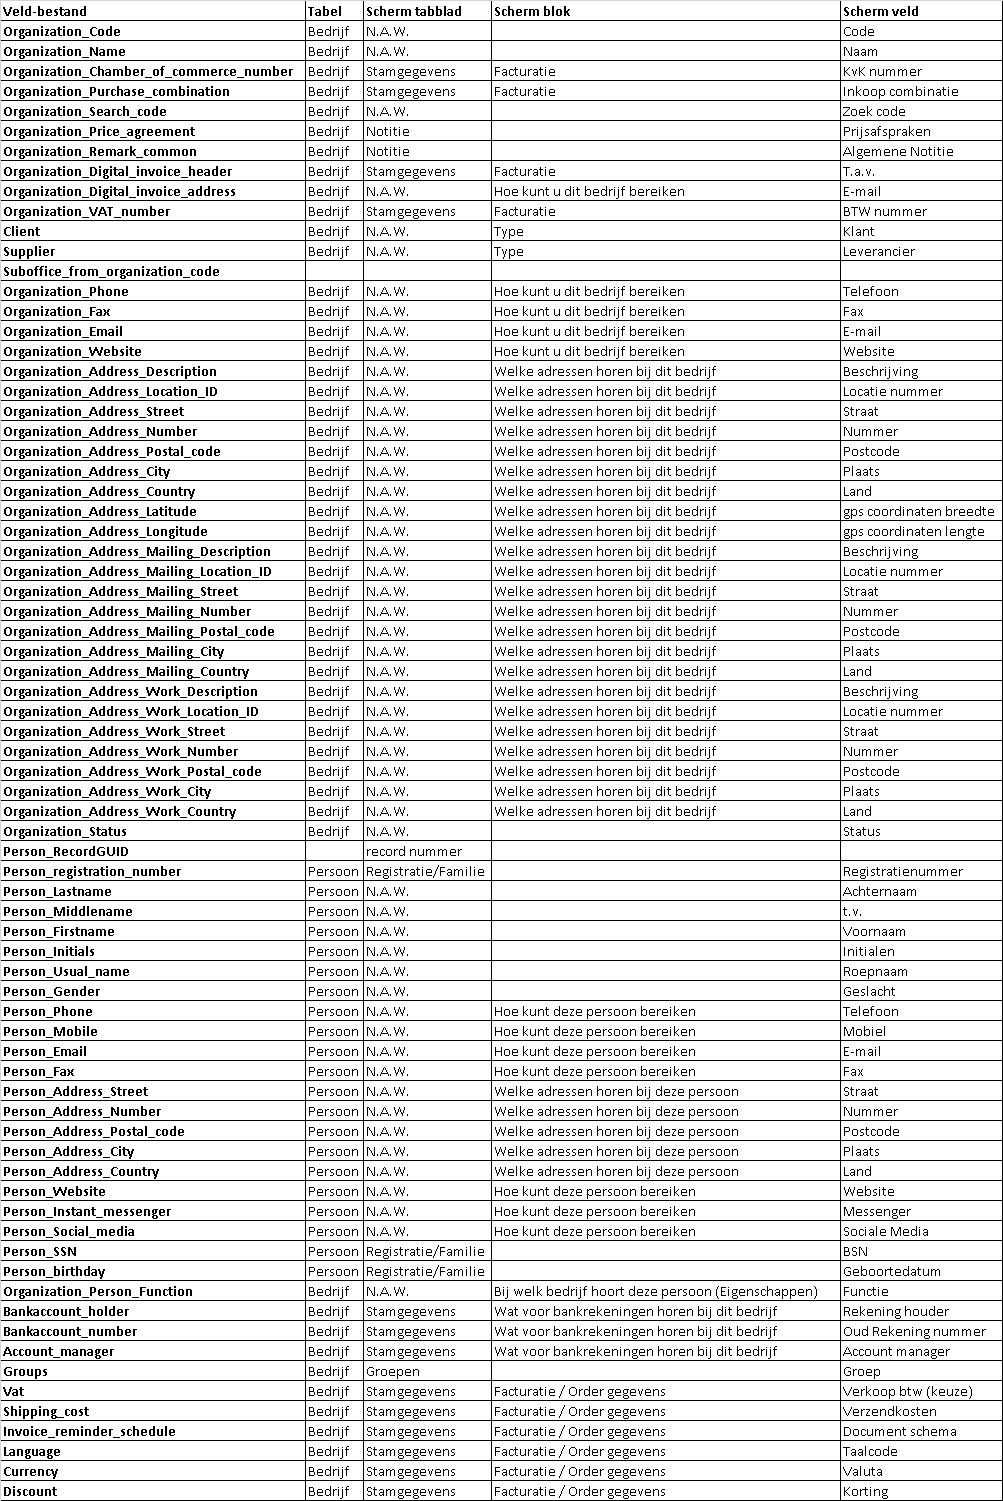 Veld-bestand Tabel Scherm tabblad Scherm blok Scherm veld
Organization_Code Bedrijf N.A.W. Code
Organization_Name Bedrijf N.A.W. Naam
Organization_Chamber_of_commerce_number Bedrijf Stamgegevens Facturatie KvK nummer
Organization_Purchase_combination Bedrijf Stamgegevens Facturatie Inkoop combinatie
Organization_Search_code Bedrijf N.A.W. Zoek code
Organization_Price_agreement Bedrijf Notitie Prijsafspraken
Organization_Remark_common Bedrijf Notitie Algemene Notitie
Organization_Digital_invoice_header Bedrijf Stamgegevens Facturatie T.a.v.
Organization_Digital_invoice_address Bedrijf N.A.W. Hoe kunt u dit bedrijf bereiken E-mail
Organization_VAT_number Bedrijf Stamgegevens Facturatie BTW nummer
Client Bedrijf N.A.W. Type Klant
Supplier Bedrijf N.A.W. Type Leverancier
Suboffice_from_organization_code
Organization_Phone Bedrijf N.A.W. Hoe kunt u dit bedrijf bereiken Telefoon
Organization_Fax Bedrijf N.A.W. Hoe kunt u dit bedrijf bereiken Fax
Organization_Email Bedrijf N.A.W. Hoe kunt u dit bedrijf bereiken E-mail
Organization_Website Bedrijf N.A.W. Hoe kunt u dit bedrijf bereiken Website
Organization_Address_Description Bedrijf N.A.W. Welke adressen horen bij dit bedrijf Beschrijving
Organization_Address_Location_ID Bedrijf N.A.W. Welke adressen horen bij dit bedrijf Locatie nummer
Organization_Address_Street Bedrijf N.A.W. Welke adressen horen bij dit bedrijf Straat
Organization_Address_Number Bedrijf N.A.W. Welke adressen horen bij dit bedrijf Nummer
Organization_Address_Postal_code Bedrijf N.A.W. Welke adressen horen bij dit bedrijf Postcode
Organization_Address_City Bedrijf N.A.W. Welke adressen horen bij dit bedrijf Plaats
Organization_Address_Country Bedrijf N.A.W. Welke adressen horen bij dit bedrijf Land
Organization_Address_Latitude Bedrijf N.A.W. Welke adressen horen bij dit bedrijf gps coordinaten breedte
Organization_Address_Longitude Bedrijf N.A.W. Welke adressen horen bij dit bedrijf gps coordinaten lengte
Organization_Address_Mailing_Description Bedrijf N.A.W. Welke adressen horen bij dit bedrijf Beschrijving
Organization_Address_Mailing_Location_ID Bedrijf N.A.W. Welke adressen horen bij dit bedrijf Locatie nummer
Organization_Address_Mailing_Street Bedrijf N.A.W. Welke adressen horen bij dit bedrijf Straat
Organization_Address_Mailing_Number Bedrijf N.A.W. Welke adressen horen bij dit bedrijf Nummer
Organization_Address_Mailing_Postal_code Bedrijf N.A.W. Welke adressen horen bij dit bedrijf Postcode
Organization_Address_Mailing_City Bedrijf N.A.W. Welke adressen horen bij dit bedrijf Plaats
Organization_Address_Mailing_Country Bedrijf N.A.W. Welke adressen horen bij dit bedrijf Land
Organization_Address_Work_Description Bedrijf N.A.W. Welke adressen horen bij dit bedrijf Beschrijving
Organization_Address_Work_Location_ID Bedrijf N.A.W. Welke adressen horen bij dit bedrijf Locatie nummer
Organization_Address_Work_Street Bedrijf N.A.W. Welke adressen horen bij dit bedrijf Straat
Organization_Address_Work_Number Bedrijf N.A.W. Welke adressen horen bij dit bedrijf Nummer
Organization_Address_Work_Postal_code Bedrijf N.A.W. Welke adressen horen bij dit bedrijf Postcode
Organization_Address_Work_City Bedrijf N.A.W. Welke adressen horen bij dit bedrijf Plaats
Organization_Address_Work_Country Bedrijf N.A.W. Welke adressen horen bij dit bedrijf Land
Organization_Status Bedrijf N.A.W. Status
Person_RecordGUID record nummer
Person_registration_number Persoon Registratie/Familie Registratienummer
Person_Lastname Persoon N.A.W. Achternaam
Person_Middlename Persoon N.A.W. t.v.
Person_Firstname Persoon N.A.W. Voornaam
Person_Initials Persoon N.A.W. Initialen
Person_Usual_name Persoon N.A.W. Roepnaam
Person_Gender Persoon N.A.W. Geslacht
Person_Phone Persoon N.A.W. Hoe kunt deze persoon bereiken Telefoon
Person_Mobile Persoon N.A.W. Hoe kunt deze persoon bereiken Mobiel
Person_Email Persoon N.A.W. Hoe kunt deze persoon bereiken E-mail
Person_Fax Persoon N.A.W. Hoe kunt deze persoon bereiken Fax
Person_Address_Street Persoon N.A.W. Welke adressen horen bij deze persoon Straat
Person_Address_Number Persoon N.A.W. Welke adressen horen bij deze persoon Nummer
Person_Address_Postal_code Persoon N.A.W. Welke adressen horen bij deze persoon Postcode
Person_Address_City Persoon N.A.W. Welke adressen horen bij deze persoon Plaats
Person_Address_Country Persoon N.A.W. Welke adressen horen bij deze persoon Land
Person_Website Persoon N.A.W. Hoe kunt deze persoon bereiken Website
Person_Instant_messenger Persoon N.A.W. Hoe kunt deze persoon bereiken Messenger
Person_Social_media Persoon N.A.W. Hoe kunt deze persoon bereiken Sociale Media
Person_SSN Persoon Registratie/Familie BSN
Person_birthday Persoon Registratie/Familie Geboortedatum
Organization_Person_Function Bedrijf N.A.W. Bij welk bedrijf hoort deze persoon (Eigenschappen) Functie
Bankaccount_holder Bedrijf Stamgegevens Wat voor bankrekeningen horen bij dit bedrijf Rekening houder
Bankaccount_number Bedrijf Stamgegevens Wat voor bankrekeningen horen bij dit bedrijf Oud Rekening nummer
Account_manager Bedrijf Stamgegevens Wat voor bankrekeningen horen bij dit bedrijf Account manager
Groups Bedrijf Groepen Groep
Vat Bedrijf Stamgegevens Facturatie / Order gegevens Verkoop btw (keuze)
Shipping_cost Bedrijf Stamgegevens Facturatie / Order gegevens Verzendkosten
Invoice_reminder_schedule Bedrijf Stamgegevens Facturatie / Order gegevens Document schema
Language Bedrijf Stamgegevens Facturatie / Order gegevens Taalcode
Currency Bedrijf Stamgegevens Facturatie / Order gegevens Valuta
Discount Bedrijf Stamgegevens Facturatie / Order gegevens Korting